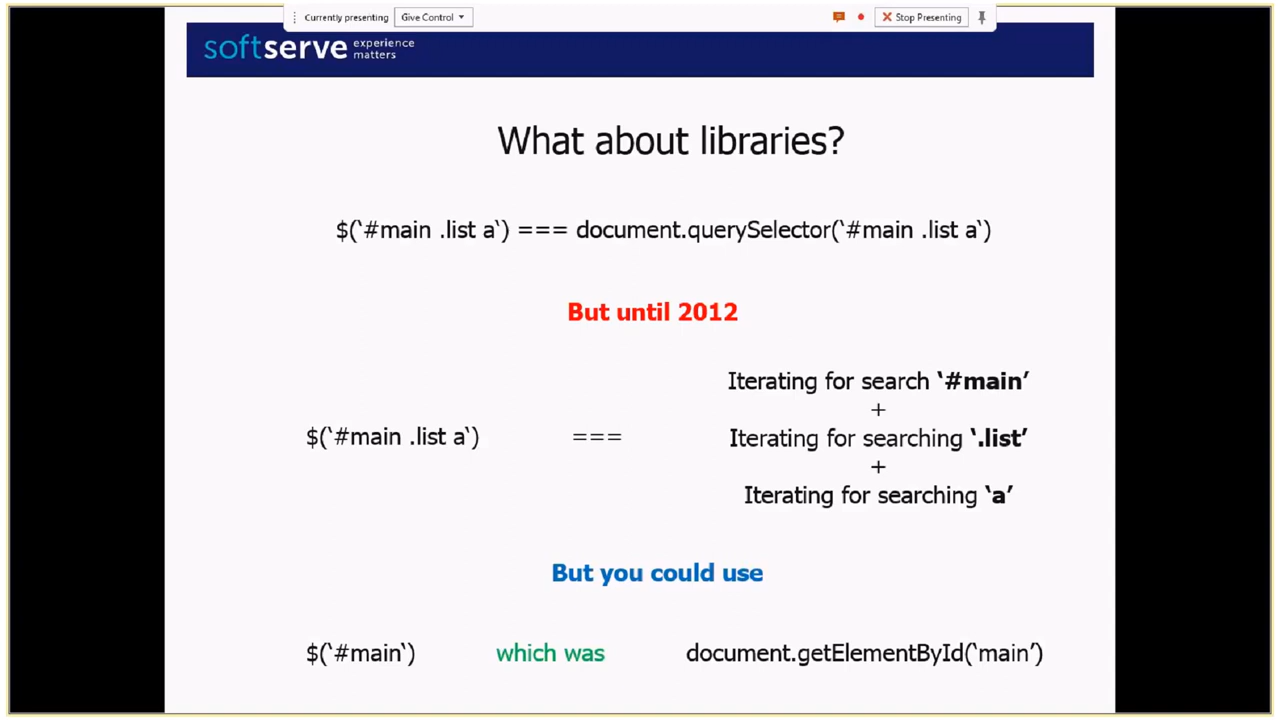 Currently presenting Give Control Stop Presenting
softserve experience matters
What about libraries?
$(‘#main .list a‘) === document.querySelector(‘#main .list a‘)
But until 2012
Iterating for search ‘#main’
+
$(‘#main .list a‘) === Iterating for searching ‘.list’
+
Iterating for searching ‘a’
But you could use
$(‘#main‘) which was document.getElementById(‘main’)